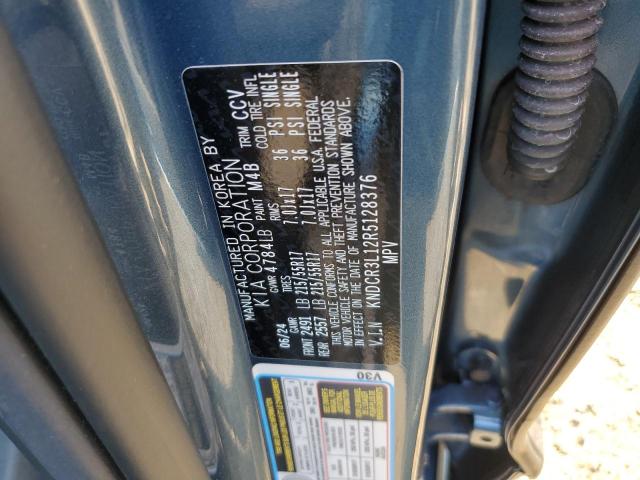 MANUFACTURED IN KOREA BY
KIA CORPORATION
06/24 GVWR 4784LB PAINT M4B TRIM CCV
GAWR TIRES RIMS COLD TIRE INFL
FRONT 2491 LB 215/55R17 7.0Jx17 36 PSI SINGLE
REAR 2557 LB 215/55R17 7.0Jx17 36 PSI SINGLE
THIS VEHICLE CONFORMS TO ALL APPLICABLE U.S.A. FEDERAL
MOTOR VEHICLE SAFETY AND THEFT PREVENTION STANDARDS
IN EFFECT ON THE DATE OF MANUFACTURE SHOWN ABOVE.
V.I.N KNDCR3L12R5128376
MPV
V30